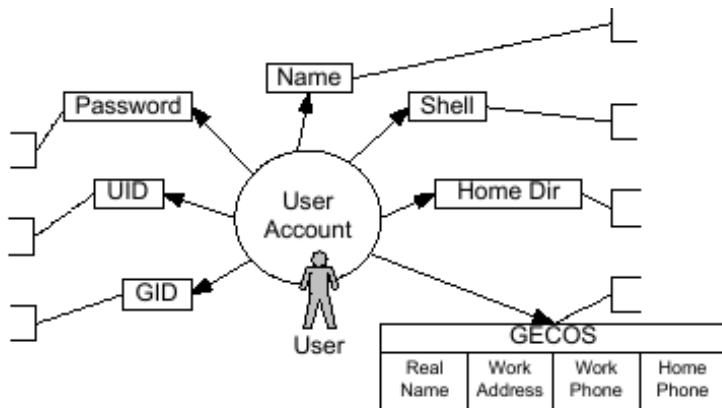 Name
Password
Shell
UID
User
Account
Home Dir
GID
User
GECOS
Real
Name
Work
Address
Work
Phone
Home
Phone